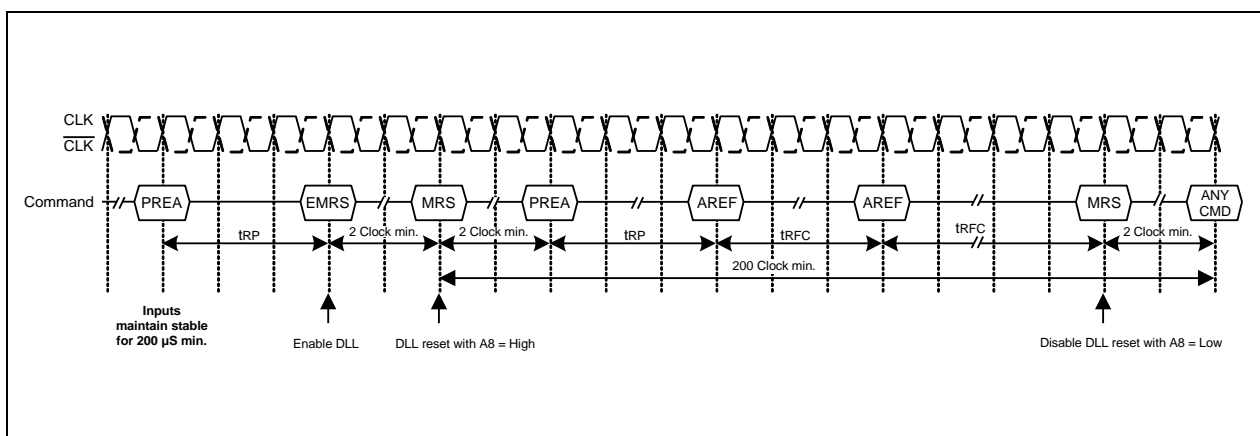 CLK
CLK
Command
PREA
EMRS
MRS
PREA
AREF
AREF
MRS
ANY
CMD
tRP
2 Clock min.
2 Clock min.
tRP
tRFC
tRFC
2 Clock min.
200 Clock min.
Inputs
maintain stable
for 200 µS min.
Enable DLL
DLL reset with A8 = High
Disable DLL reset with A8 = Low